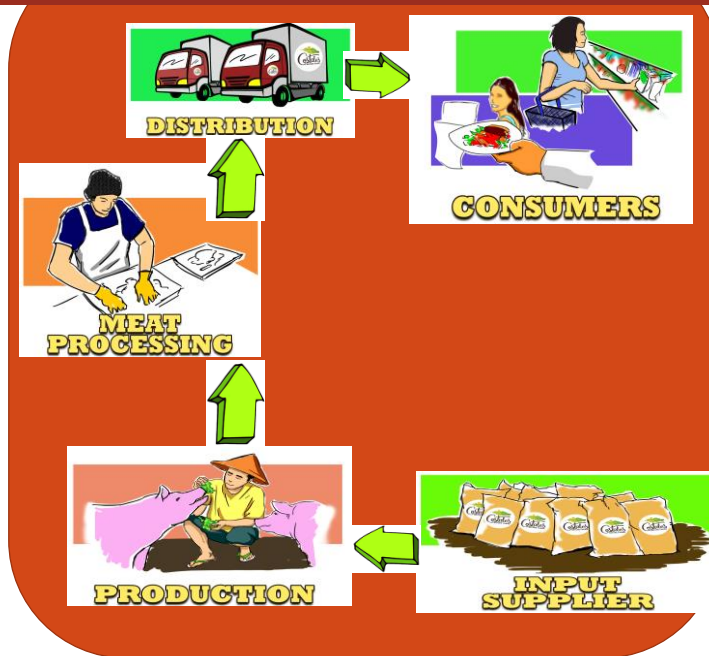 DISTRIBUTION
CONSUMERS
MEAT
PROCESSING
PRODUCTION
INPUT
SUPPLIER